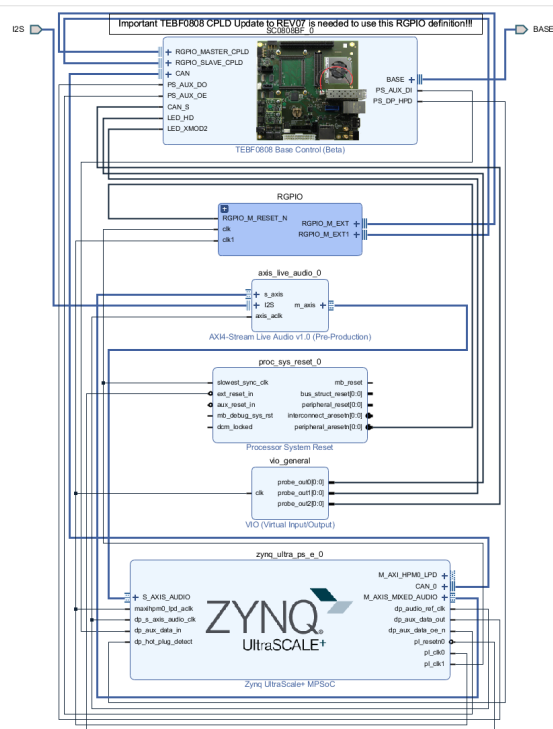 Important TEBF0808 CPLD Update to REV07 is needed to use this RGPIO definition!!!
I2S
BASE
SC0808BF_0
RGPIO_MASTER_CPLD
RGPIO_SLAVE_CPLD
CAN
PS_AUX_DO
PS_AUX_OE
CAN_S
LED_HD
LED_XMOD2
BASE
PS_AUX_DI
PS_DP_HPD
TEBF0808 Base Control (Beta)
RGPIO
RGPIO_M_RESET_N
clk
clk1
RGPIO_M_EXT
RGPIO_M_EXT1
axis_live_audio_0
s_axis
I2S
axis_aclk
m_axis
AXI4-Stream Live Audio v1.0 (Pre-Production)
proc_sys_reset_0
slowest_sync_clk
ext_reset_in
aux_reset_in
mb_debug_sys_rst
dcm_locked
mb_reset
bus_struct_reset[0:0]
peripheral_reset[0:0]
interconnect_aresetn[0:0]
peripheral_aresetn[0:0]
Processor System Reset
vio_general
clk
probe_out0[0:0]
probe_out1[0:0]
probe_out2[0:0]
VIO (Virtual Input/Output)
zynq_ultra_ps_e_0
S_AXIS_AUDIO
maxihpm0_lpd_aclk
dp_s_axis_audio_clk
dp_aux_data_in
dp_hot_plug_detect
ZYNQ
UltraSCALE+
M_AXI_HPM0_LPD
CAN_0
M_AXIS_MIXED_AUDIO
dp_audio_ref_clk
dp_aux_data_out
dp_aux_data_oe_n
pl_resetn0
pl_clk0
pl_clk1
Zynq UltraScale+ MPSoC